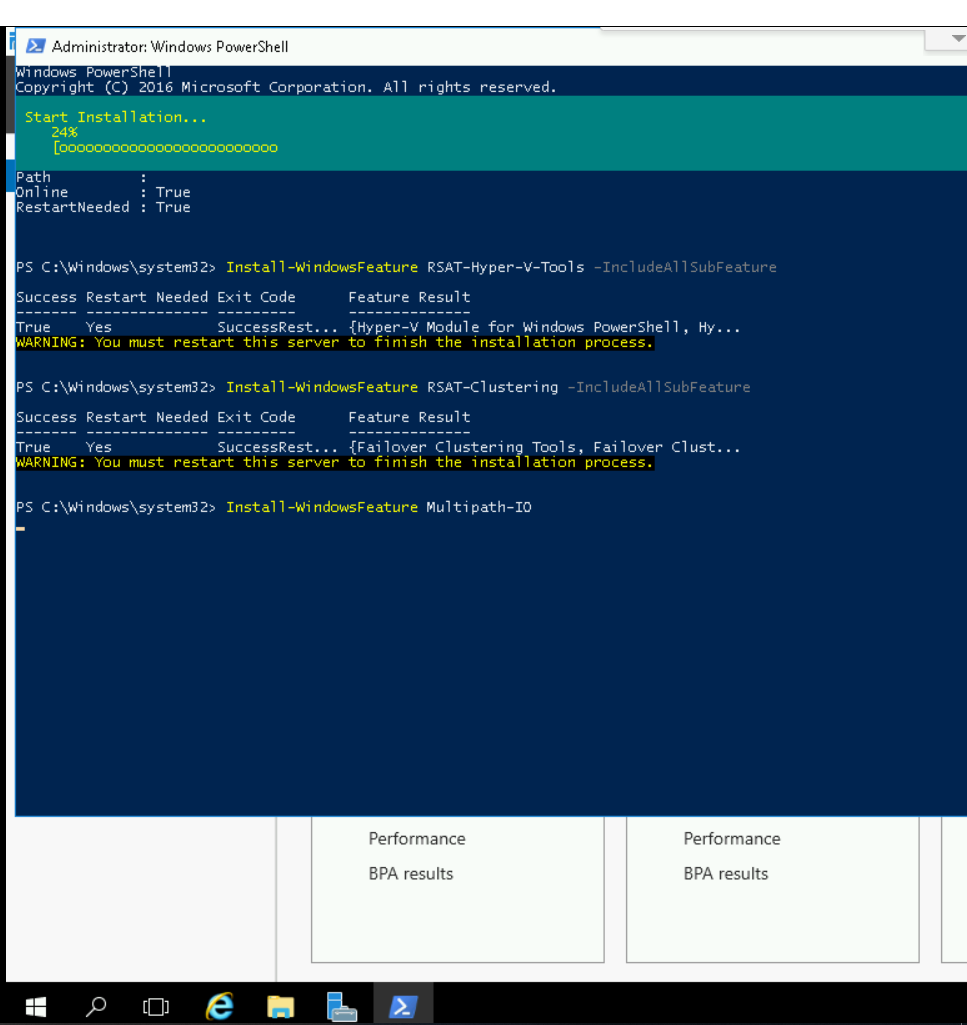 Administrator: Windows PowerShell
Windows PowerShell
Copyright (C) 2016 Microsoft Corporation. All rights reserved.
Start Installation...
24%
[oooooooooooooooooooooooooo
Path          :
Online        : True
RestartNeeded : True
PS C:\Windows\system32> Install-WindowsFeature RSAT-Hyper-V-Tools -IncludeAllSubFeature
Success Restart Needed Exit Code      Feature Result
------- -------------- ---------      --------------
True    Yes            SuccessRest... {Hyper-V Module for Windows PowerShell, Hy...
WARNING: You must restart this server to finish the installation process.
PS C:\Windows\system32> Install-WindowsFeature RSAT-Clustering -IncludeAllSubFeature
Success Restart Needed Exit Code      Feature Result
------- -------------- ---------      --------------
True    Yes            SuccessRest... {Failover Clustering Tools, Failover Clust...
WARNING: You must restart this server to finish the installation process.
PS C:\Windows\system32> Install-WindowsFeature Multipath-IO
Performance Performance
BPA results BPA results